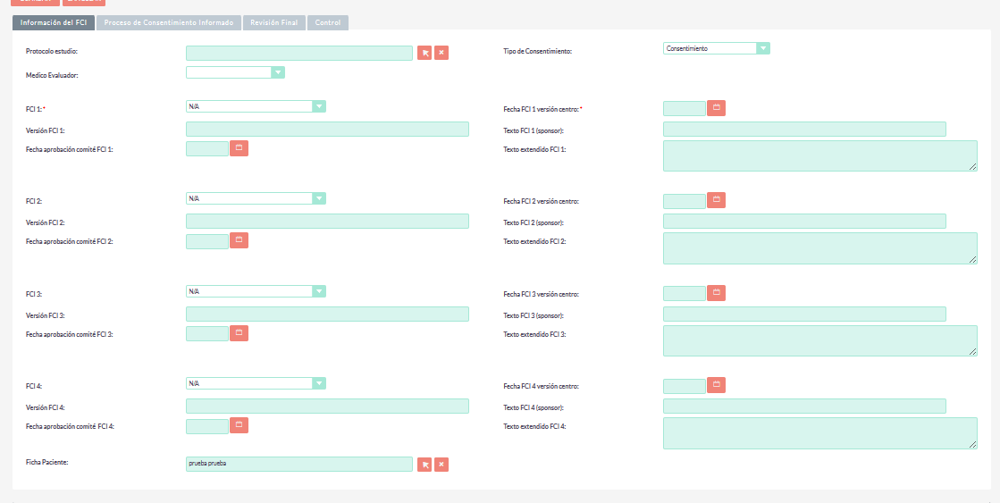 Información del FCI Proceso de Consentimiento Informado Revisión Final Control
Protocolo estudio: Tipo de Consentimiento: Consentimiento
Medico Evaluador:
FCI 1:* N/A Fecha FCI 1 versión centro:*
Versión FCI 1: Texto FCI 1 (sponsor):
Fecha aprobación comité FCI 1: Texto extendido FCI 1:
FCI 2: N/A Fecha FCI 2 versión centro:
Versión FCI 2: Texto FCI 2 (sponsor):
Fecha aprobación comité FCI 2: Texto extendido FCI 2:
FCI 3: N/A Fecha FCI 3 versión centro:
Versión FCI 3: Texto FCI 3 (sponsor):
Fecha aprobación comité FCI 3: Texto extendido FCI 3:
FCI 4: N/A Fecha FCI 4 versión centro:
Versión FCI 4: Texto FCI 4 (sponsor):
Fecha aprobación comité FCI 4: Texto extendido FCI 4:
Ficha Paciente: prueba prueba